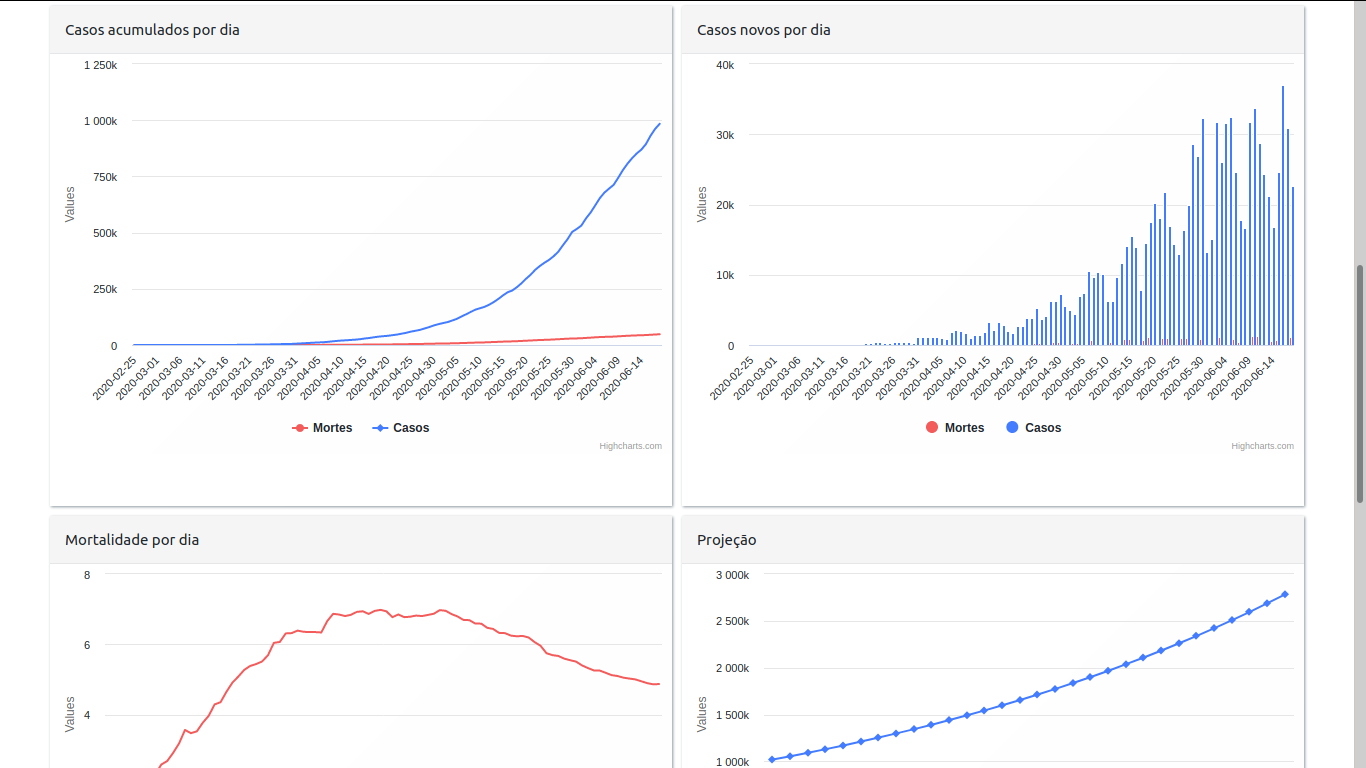 Casos acumulados por dia
1 250k
1 000k
750k
500k
250k
0
Values
2020-02-25
2020-03-01
2020-03-06
2020-03-11
2020-03-16
2020-03-21
2020-03-26
2020-03-31
2020-04-05
2020-04-10
2020-04-15
2020-04-20
2020-04-25
2020-04-30
2020-05-05
2020-05-10
2020-05-15
2020-05-20
2020-05-25
2020-05-30
2020-06-04
2020-06-09
2020-06-14
Mortes Casos
Highcharts.com
Casos novos por dia
40k
30k
20k
10k
0
Values
2020-02-25
2020-03-01
2020-03-06
2020-03-11
2020-03-16
2020-03-21
2020-03-26
2020-03-31
2020-04-05
2020-04-10
2020-04-15
2020-04-20
2020-04-25
2020-04-30
2020-05-05
2020-05-10
2020-05-15
2020-05-20
2020-05-25
2020-05-30
2020-06-04
2020-06-09
2020-06-14
Mortes Casos
Highcharts.com
Mortalidade por dia
8
6
4
Values
Projeção
3 000k
2 500k
2 000k
1 500k
1 000k
Values